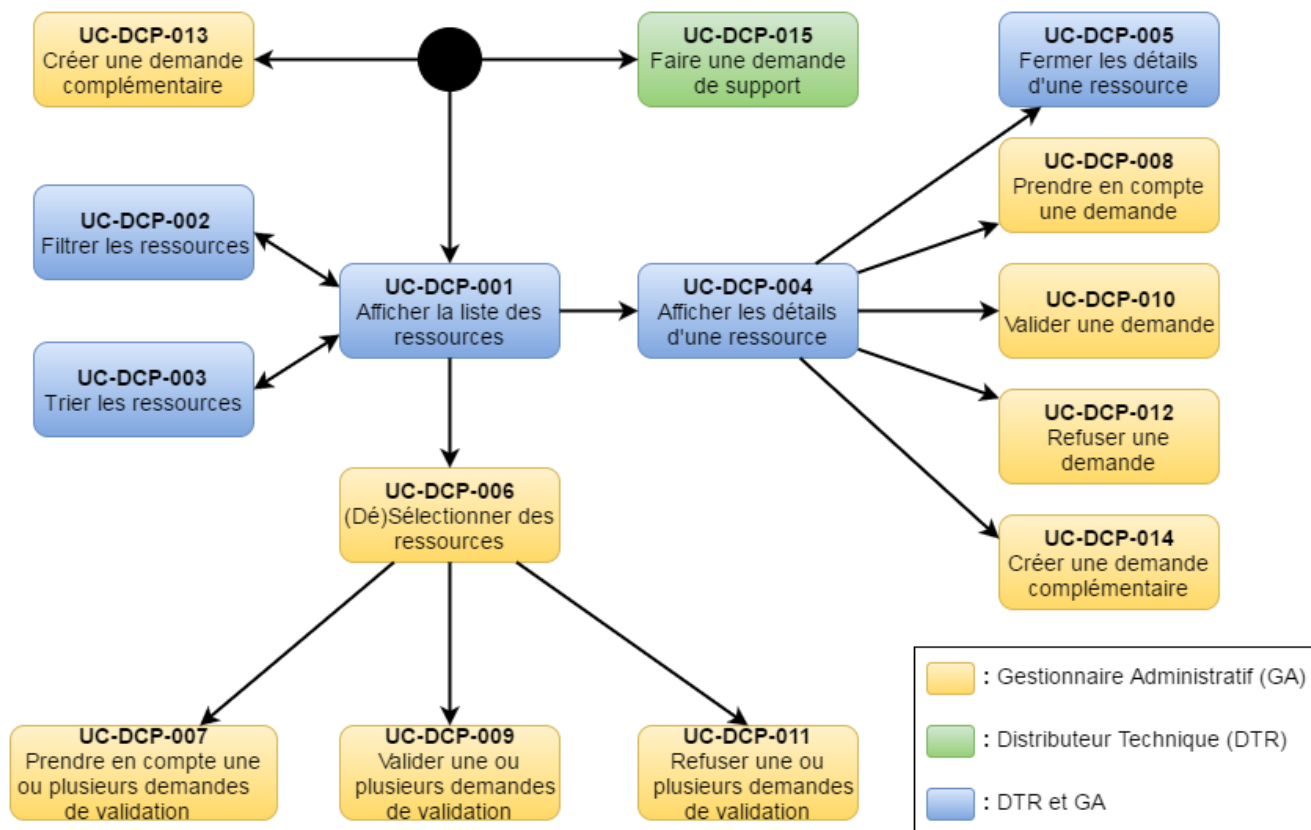 UC-DCP-013
Créer une demande
complémentaire
UC-DCP-015
Faire une demande
de support
UC-DCP-005
Fermer les détails
d'une ressource
UC-DCP-008
Prendre en compte
une demande
UC-DCP-002
Filtrer les ressources
UC-DCP-001
Afficher la liste des
ressources
UC-DCP-004
Afficher les détails
d'une ressource
UC-DCP-010
Valider une demande
UC-DCP-003
Trier les ressources
UC-DCP-012
Refuser une
demande
UC-DCP-006
(Dé)Sélectionner des
ressources
UC-DCP-014
Créer une demande
complémentaire
UC-DCP-007
Prendre en compte une
ou plusieurs demandes
de validation
UC-DCP-009
Valider une ou
plusieurs demandes
de validation
UC-DCP-011
Refuser une ou
plusieurs demandes
de validation
: Gestionnaire Administratif (GA)
: Distributeur Technique (DTR)
: DTR et GA